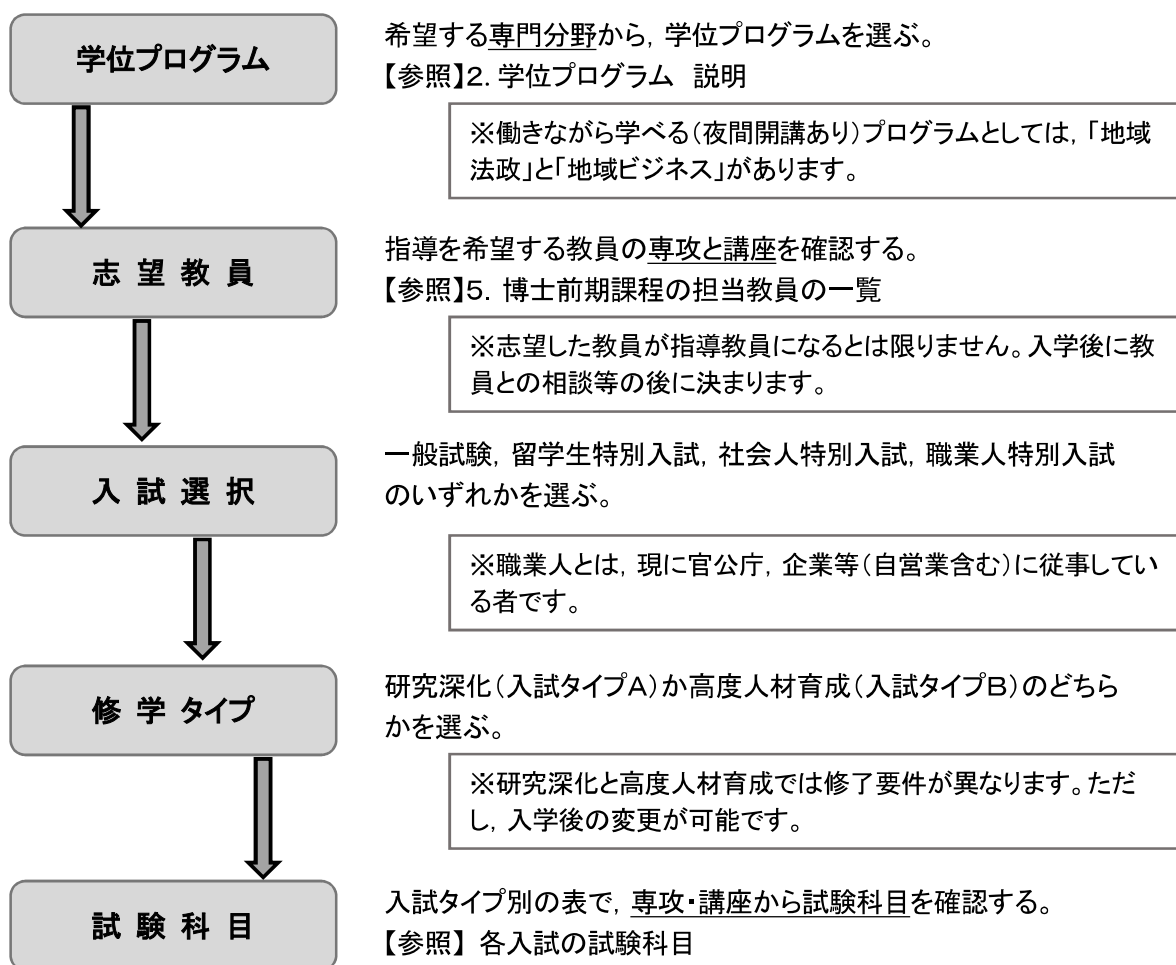 学位プログラム
希望する専門分野から, 学位プログラムを選ぶ。
【参照】2. 学位プログラム 説明
※働きながら学べる(夜間開講あり)プログラムとしては, 「地域
法政」と「地域ビジネス」があります。
志 望 教 員
指導を希望する教員の専攻と講座を確認する。
【参照】5. 博士前期課程の担当教員の一覧
※志望した教員が指導教員になるとは限りません。入学後に教
員との相談等の後に決まります。
入 試 選 択
一般試験, 留学生特別入試, 社会人特別入試, 職業人特別入試
のいずれかを選ぶ。
※職業人とは, 現に官公庁, 企業等(自営業含む)に従事してい
る者です。
修 学 タイプ
研究深化(入試タイプA)か高度人材育成(入試タイプB)のどちら
かを選ぶ。
※研究深化と高度人材育成では修了要件が異なります。ただ
し, 入学後の変更が可能です。
試 験 科 目
入試タイプ別の表で, 専攻・講座から試験科目を確認する。
【参照】 各入試の試験科目